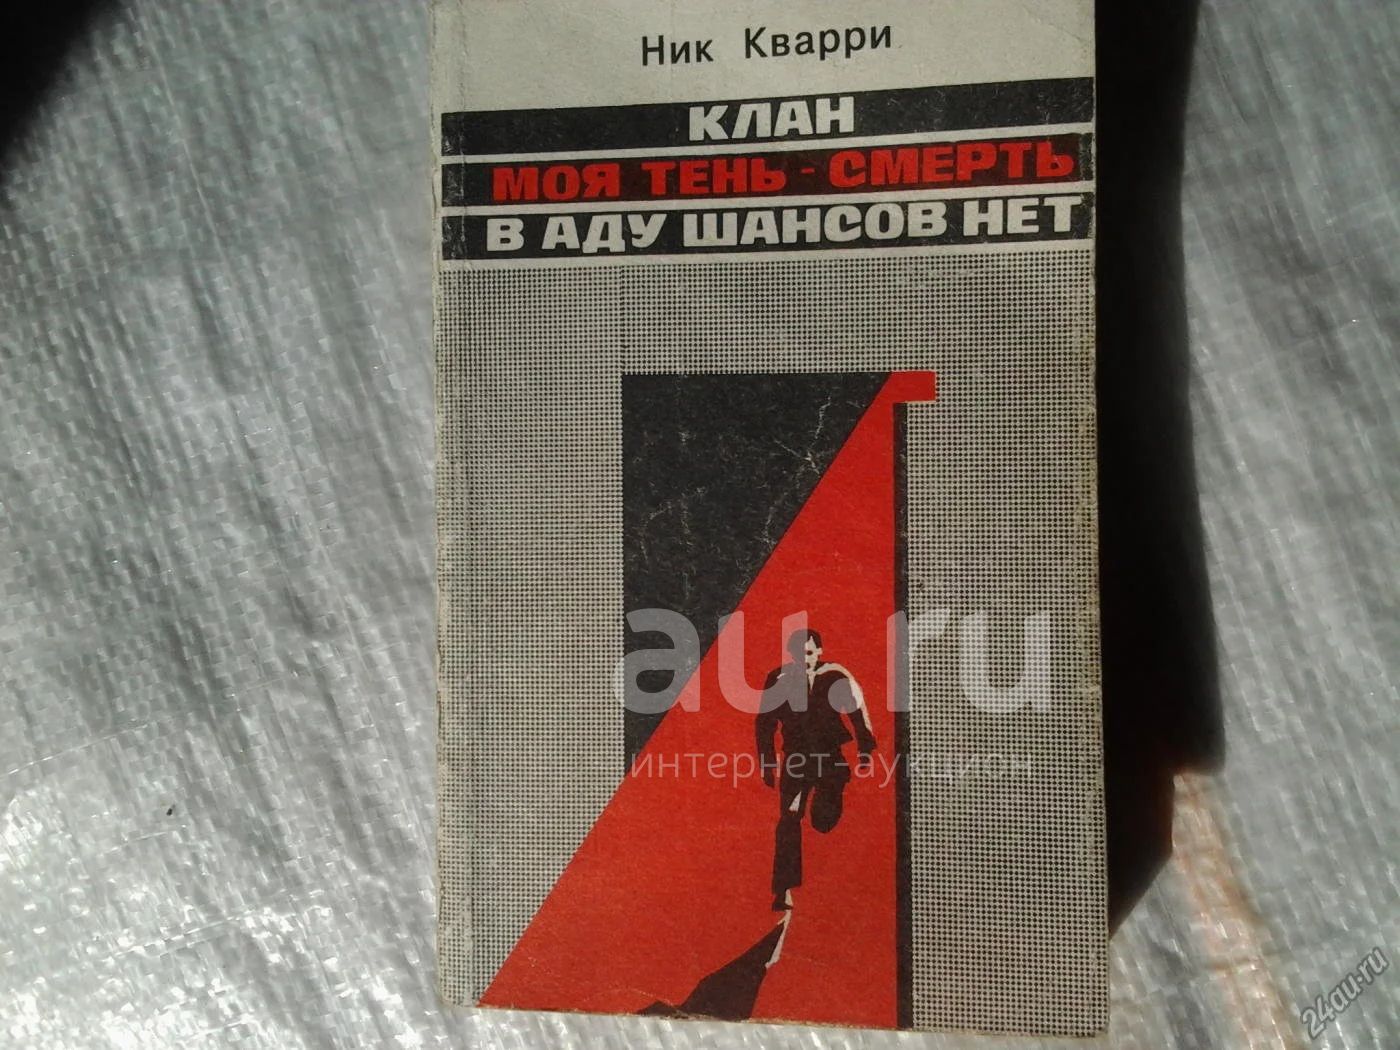 Ник Кварри
КЛАН
МОЯ ТЕНЬ - СМЕРТЬ
В АДУ ШАНСОВ НЕТ
au.ru
интернет-аукцион
24au.ru